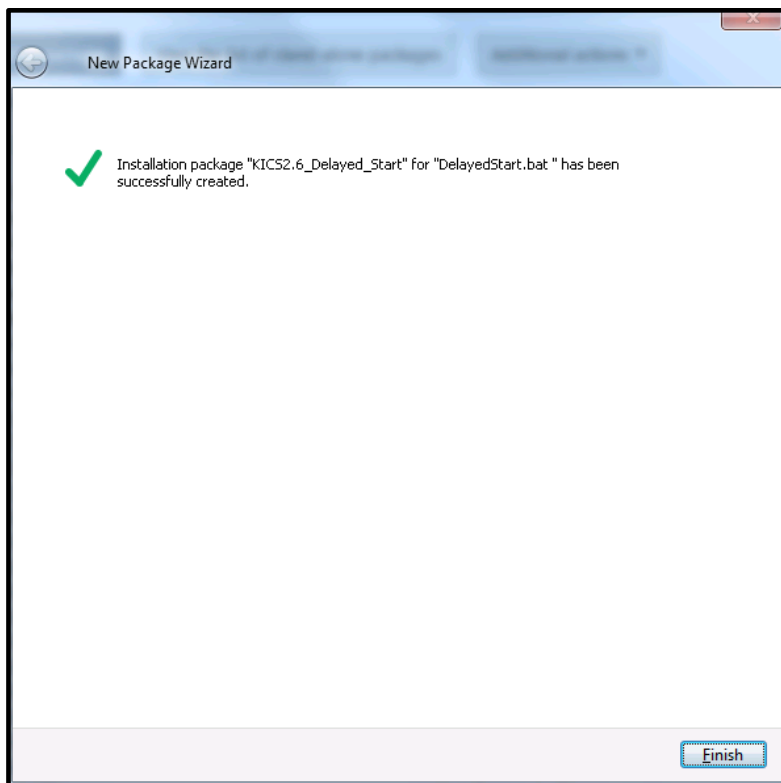 New Package Wizard
Installation package "KICS2.6_Delayed_Start" for "DelayedStart.bat " has been
successfully created.
Finish